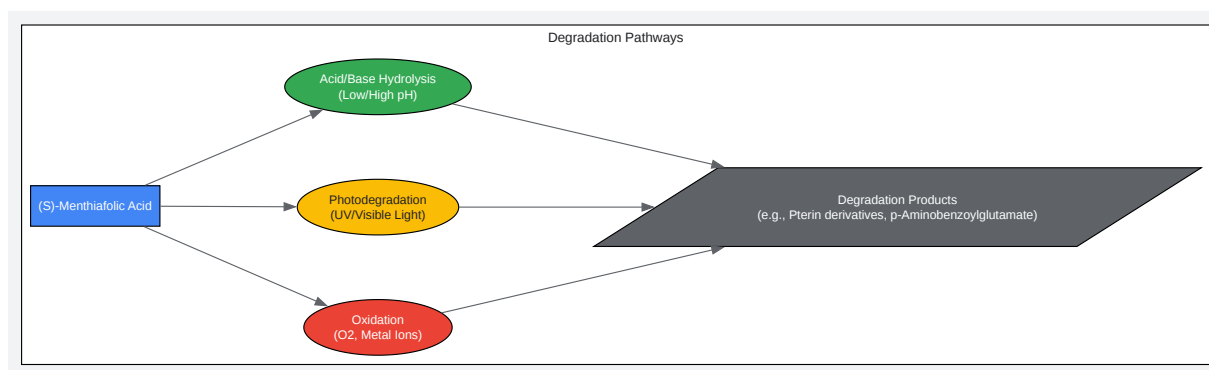 Degradation Pathways
Acid/Base Hydrolysis
(Low/High pH)
(S)-Menthiafolic Acid
Photodegradation
(UV/Visible Light)
Degradation Products
(e.g., Pterin derivatives, p-Aminobenzoylglutamate)
Oxidation
(O2, Metal Ions)